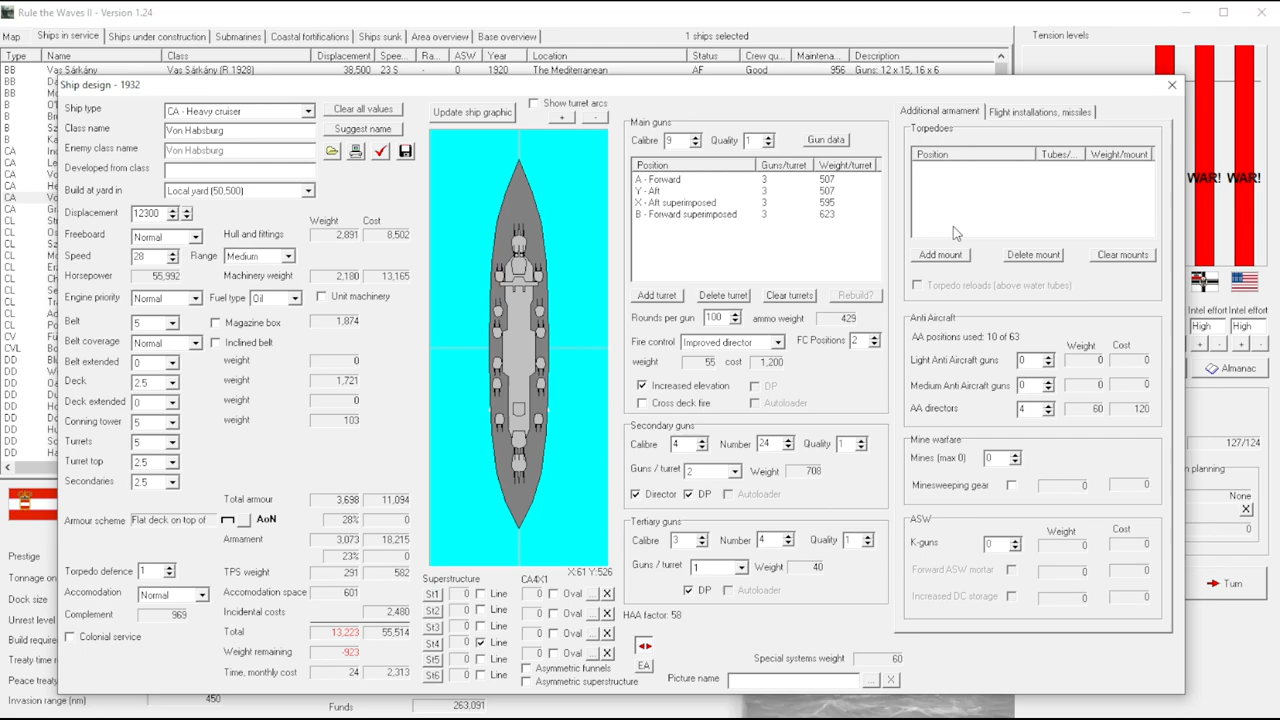 Rule the Waves II - Version 1.24
Map Ships in service Ships under construction Submarines Coastal fortifications Ships sunk Area overview Base overview 1 ships selected Tension levels
Type Name Class Displacement Spee... Ra... ASW Year Location Status Crew qu... Maintena... Description
BB Vas Sárkány Vas Sárkány (R 1928) 38,500 23 S - 0 1920 The Mediterranean AF Good 956 Guns: 12 x 15, 16 x 6
Ship design - 1932
Ship type CA - Heavy cruiser Clear all values
Class name Von Habsburg Suggest name
Enemy class name Von Habsburg
Developed from class
Build at yard in Local yard (50,500)
Displacement 12300 Weight Cost
Freeboard Normal Hull and fittings 2,891 8,502
Speed 28 Range Medium
Horsepower 55,992 Machinery weight 2,180 13,165
Engine priority Normal Fuel type Oil Unit machinery
Belt 5 Magazine box 1,874
Belt coverage Normal Inclined belt
Belt extended 0 weight 0
Deck 2.5 weight 1,721
Deck extended 0 weight 0
Conning tower 5 weight 103
Turrets 5
Turret top 2.5
Secondaries 2.5
Total armour 3,698 11,094
Armour scheme Flat deck on top of AoN 28% 0
Armament 3,073 18,215
23% 0
Torpedo defence 1 TPS weight 291 582
Accomodation Normal Accomodation space 601
Complement 969 Incidental costs 2,480
Colonial service Total 13,223 55,514
Weight remaining -923
Time, monthly cost 24 2,313
Update ship graphic Show turret arcs
+ -
X:61 Y:526
Superstructure CA4X1
St1 0 Line 0 Oval ... X
St2 0 Line 0 Oval ... X
St3 0 Line 0 Oval ... X
St4 0 Line 0 Oval ... X
St5 0 Line Asymmetric funnels
St6 0 Line Asymmetric superstructure
Main guns
Calibre 9 Quality 1 Gun data
Position Guns/turret Weight/turret
A - Forward 3 507
Y - Aft 3 507
X - Aft superimposed 3 595
B - Forward superimposed 3 623
Add turret Delete turret Clear turrets Rebuild?
Rounds per gun 100 ammo weight 429
Fire control Improved director FC Positions 2
weight 55 cost 1,200
Increased elevation DP
Cross deck fire Autoloader
Secondary guns
Calibre 4 Number 24 Quality 1
Guns / turret 2 Weight 708
Director DP Autoloader
Tertiary guns
Calibre 3 Number 4 Quality 1
Guns / turret 1 Weight 40
DP Autoloader
HAA factor: 58
EA
Special systems weight 60
Picture name ... X
Additional armament Flight installations, missiles
Torpedoes
Position Tubes/... Weight/mount
Add mount Delete mount Clear mounts
Torpedo reloads (above water tubes)
Anti Aircraft
AA positions used: 10 of 63
Weight Cost
Light Anti Aircraft guns 0 0 0
Medium Anti Aircraft guns 0 0 0
AA directors 4 60 120
Mine warfare
Mines (max 0) 0
Minesweeping gear 0 0
ASW
Weight Cost
K-guns 0 0 0
Forward ASW mortar 0 0
Increased DC storage 0 0
WAR! WAR!
Intel effort Intel effort
High High
+ - + -
Almanac
127/124
n planning
None
X
0
Turn
Prestige
Tonnage on
Dock size
Unrest level
Build require
Treaty time r
Peace treaty
Invasion range (nm) 450
Funds 263,091